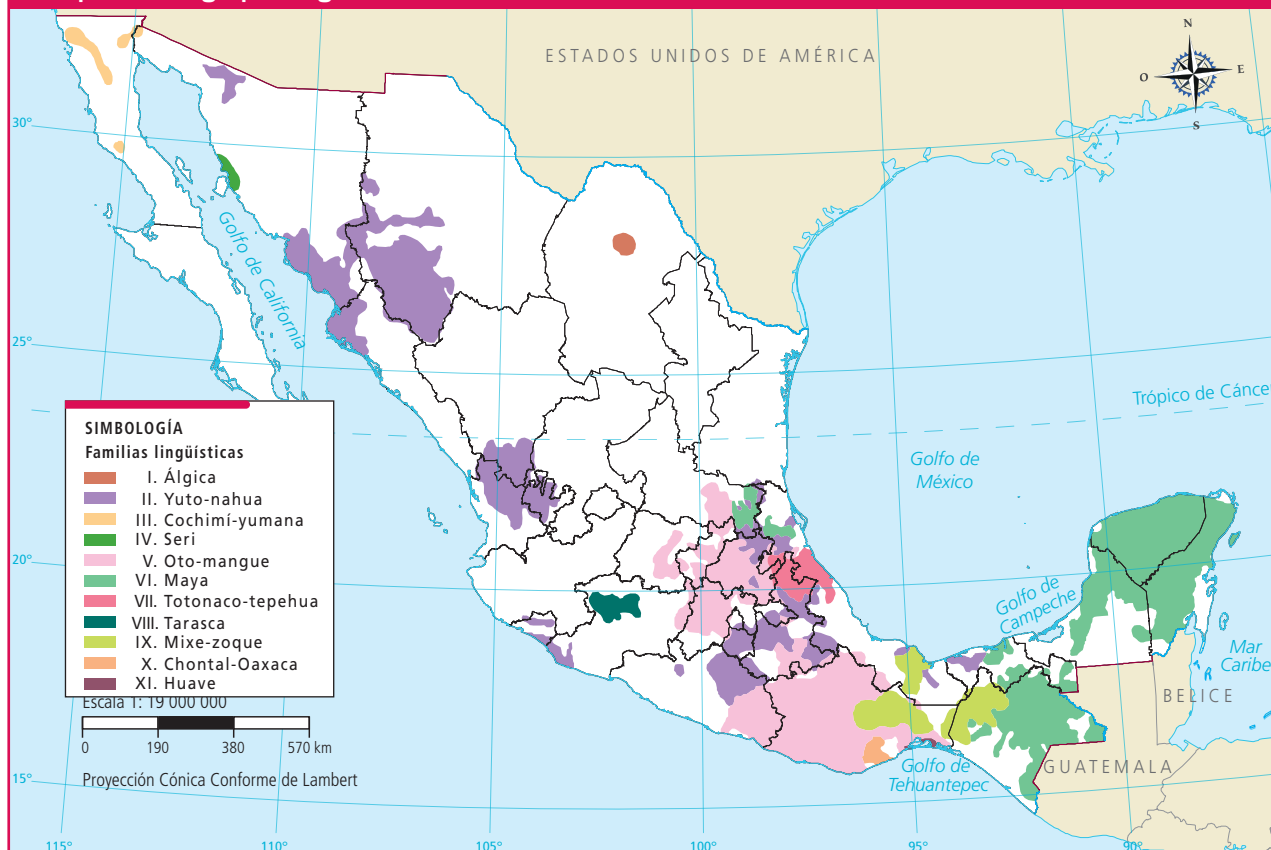 N
O
E
S
ESTADOS UNIDOS DE AMÉRICA
30°
Golfo de California
25°
Trópico de Cáncer
Golfo de
México
SIMBOLOGÍA
Familias lingüísticas
I. Álgica
II. Yuto-nahua
III. Cochimí-yumana
IV. Seri
V. Oto-mangue
VI. Maya
VII. Totonaco-tepehua
VIII. Tarasca
IX. Mixe-zoque
X. Chontal-Oaxaca
XI. Huave
20°
Golfo de
Campeche
Mar
Caribe
BELICE
Escala 1: 19 000 000
0 190 380 570 km
Proyección Cónica Conforme de Lambert
GUATEMALA
Golfo de
Tehuantepec
15°
115° 110° 105° 100° 95° 90°